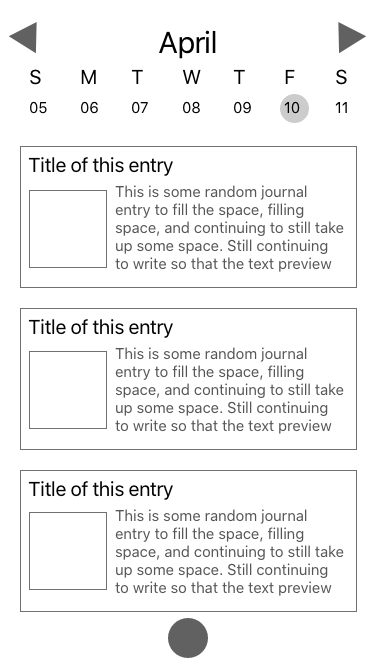 April
S M T W T F S
05 06 07 08 09 10 11
Title of this entry
This is some random journal
entry to fill the space, filling
space, and continuing to still take
up some space. Still continuing
to write so that the text preview
Title of this entry
This is some random journal
entry to fill the space, filling
space, and continuing to still take
up some space. Still continuing
to write so that the text preview
Title of this entry
This is some random journal
entry to fill the space, filling
space, and continuing to still take
up some space. Still continuing
to write so that the text preview